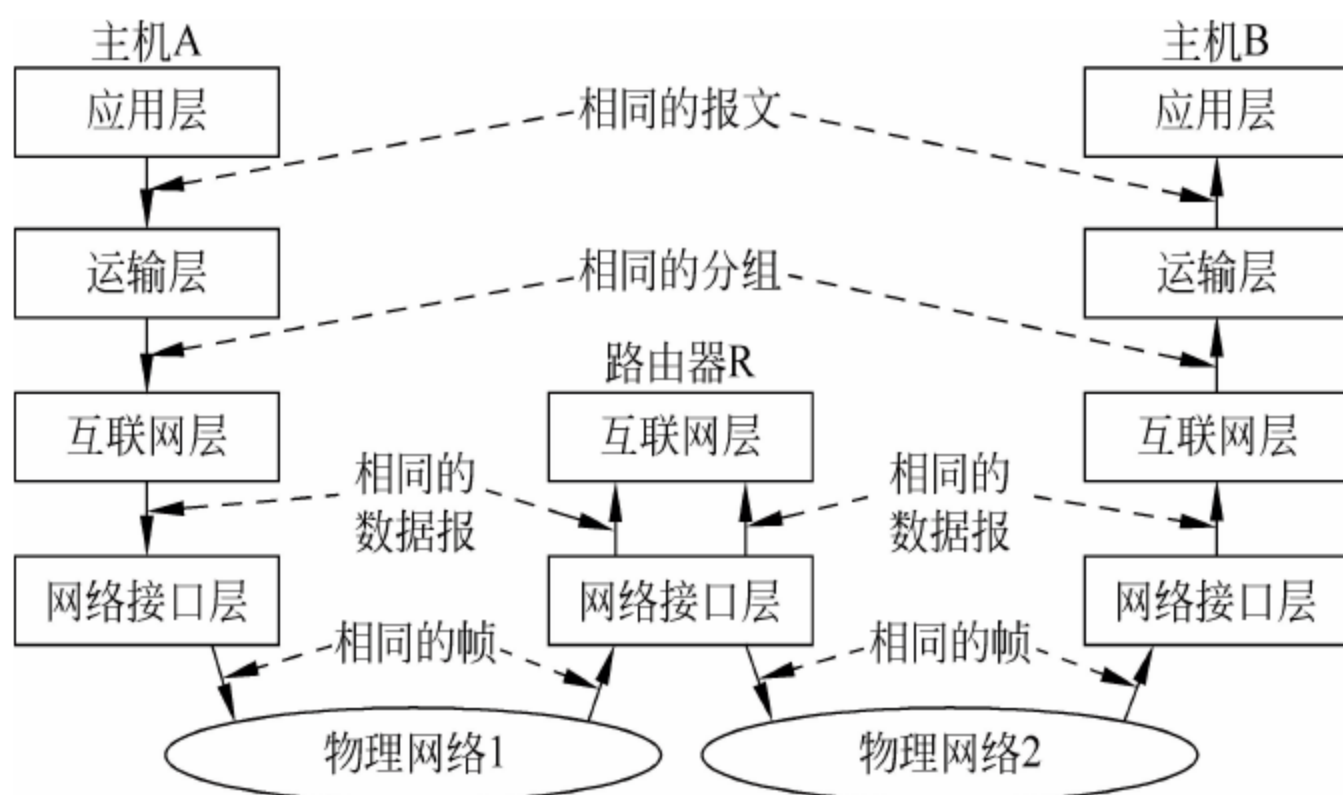 主机A
主机B
应用层
应用层
相同的报文
运输层
运输层
相同的分组
路由器R
互联网层
互联网层
互联网层
相同的
数据报
相同的
数据报
网络接口层
网络接口层
网络接口层
相同的帧
相同的帧
物理网络1
物理网络2